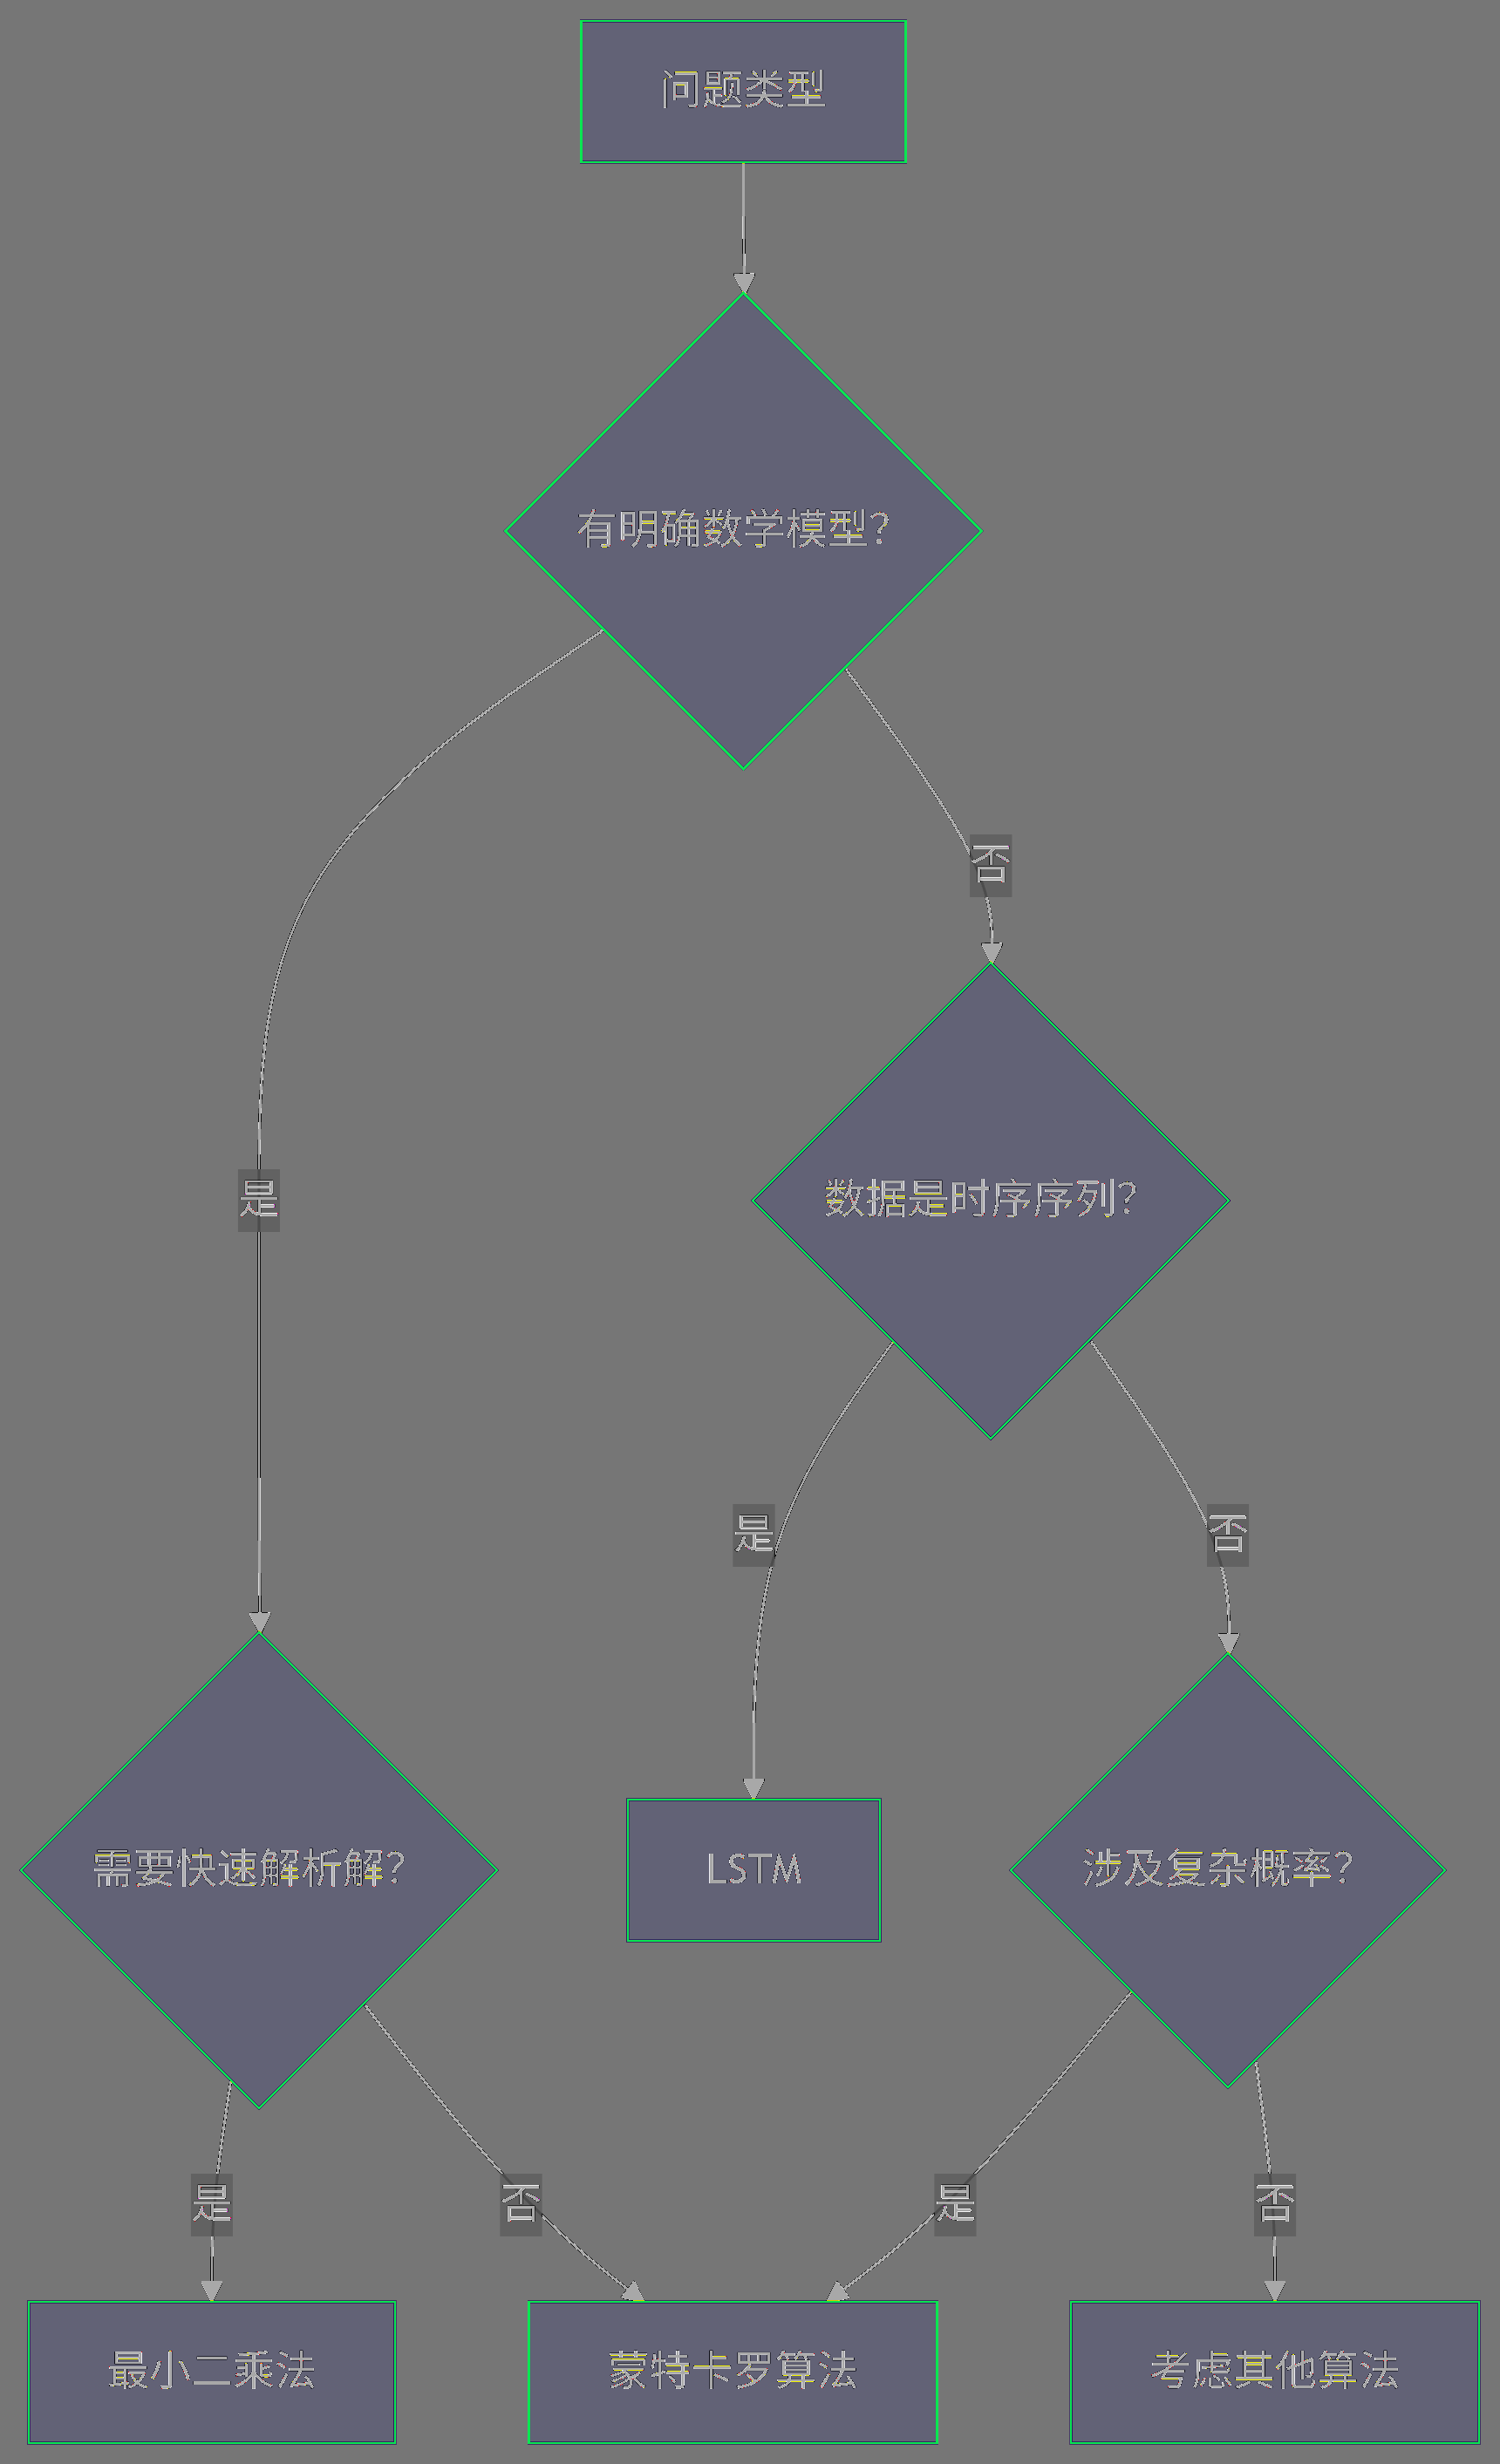 问题类型
有明确数学模型？
否
数据是时序序列？
是
是
否
需要快速解析解？
LSTM
涉及复杂概率？
是
否
是
否
最小二乘法
蒙特卡罗算法
考虑其他算法